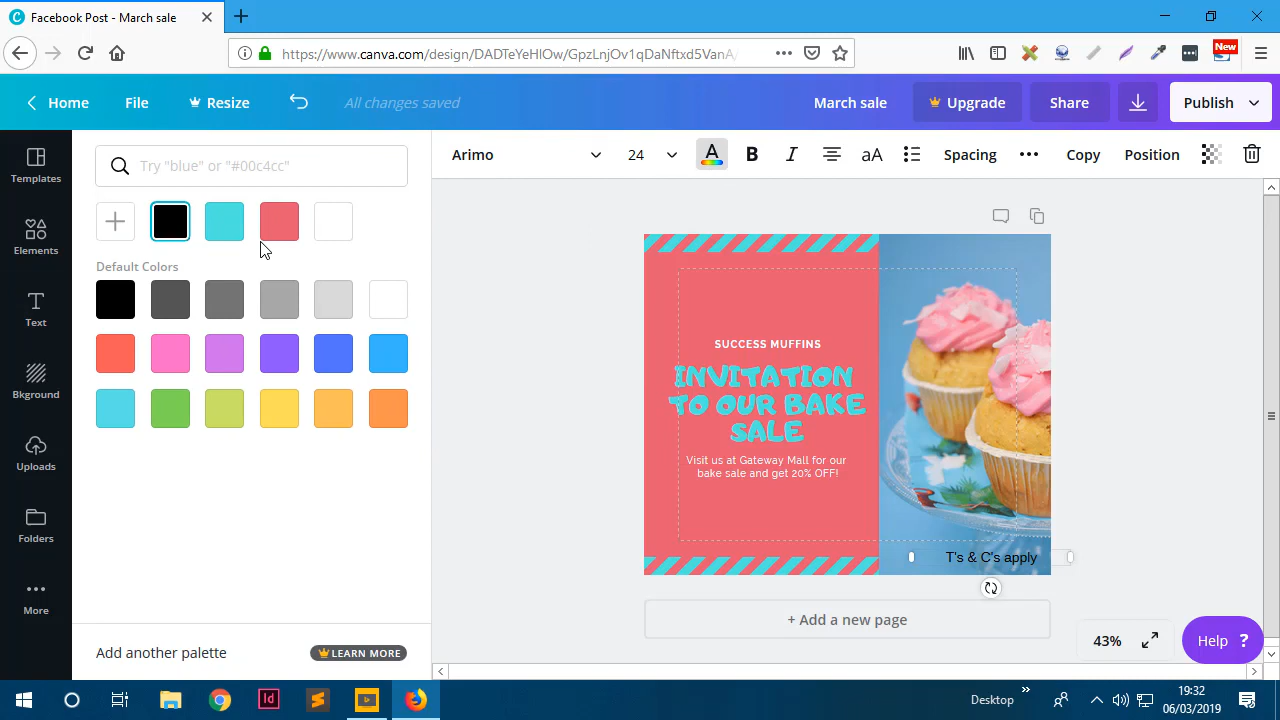 Facebook Post - March sale
https://www.canva.com/design/DADTeYeHlOw/GpzLnjOv1qDaNftxd5VanA/
New
Home
File
Resize
All changes saved
March sale
Upgrade
Share
Publish
Templates
Elements
Text
Bkground
Uploads
Folders
More
Try "blue" or "#00c4cc"
Default Colors
Add another palette
LEARN MORE
Arimo
24
A
B
I
aA
Spacing
Copy
Position
SUCCESS MUFFINS
INVITATION
TO OUR BAKE
SALE
Visit us at Gateway Mall for our
bake sale and get 20% OFF!
T's & C's apply
+ Add a new page
43%
Help ?
Desktop
19:32
06/03/2019